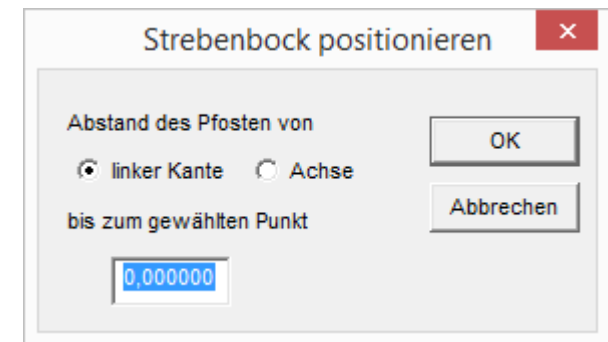 Strebenbock positionieren
Abstand des Pfosten von
linker Kante Achse
bis zum gewählten Punkt
0,000000
OK
Abbrechen